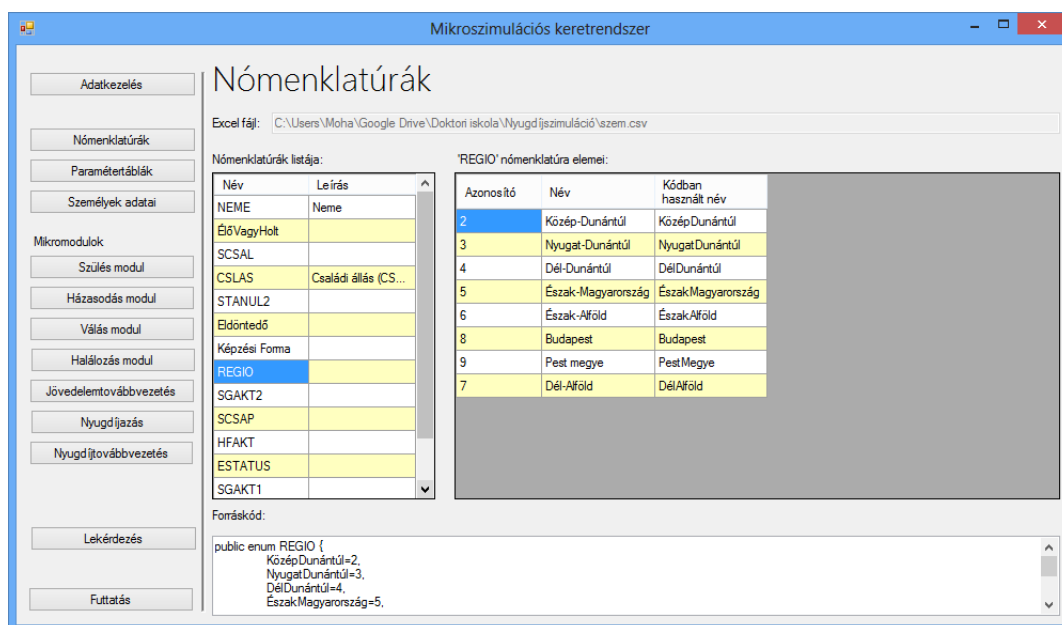 Mikroszimulációs keretrendszer
Adatkezelés
Nómenklatúrák
Paramétertáblák
Személyek adatai
Mikromodulok
Szülés modul
Házasodás modul
Válás modul
Halálozás modul
Jövedelemtovábbvezetés
Nyugdíjazás
Nyugdíjtovábbvezetés
Lekérdezés
Futtatás
Nómenklatúrák
Excel fájl: C:\Users\Moha\Google Drive\Doktori iskola\Nyugdíjszimuláció\szem.csv
Nómenklatúrák listája:
Név Leírás
NEME Neme
ÉlőVagyHolt
SCSAL
CSLAS Családi állás (CS...
STANUL2
Eldöntedő
Képzési Forma
REGIO
SGAKT2
SCSAP
HFAKT
ESTATUS
SGAKT1
'REGIO' nómenklatúra elemei:
Azonosító Név Kódban
használt név
2 Közép-Dunántúl KözépDunántúl
3 Nyugat-Dunántúl NyugatDunántúl
4 Dél-Dunántúl DélDunántúl
5 Észak-Magyarország ÉszakMagyarország
6 Észak-Alföld ÉszakAlföld
8 Budapest Budapest
9 Pest megye PestMegye
7 Dél-Alföld DélAlföld
Forráskód:
public enum REGIO {
KözépDunántúl=2,
NyugatDunántúl=3,
DélDunántúl=4,
ÉszakMagyarország=5,